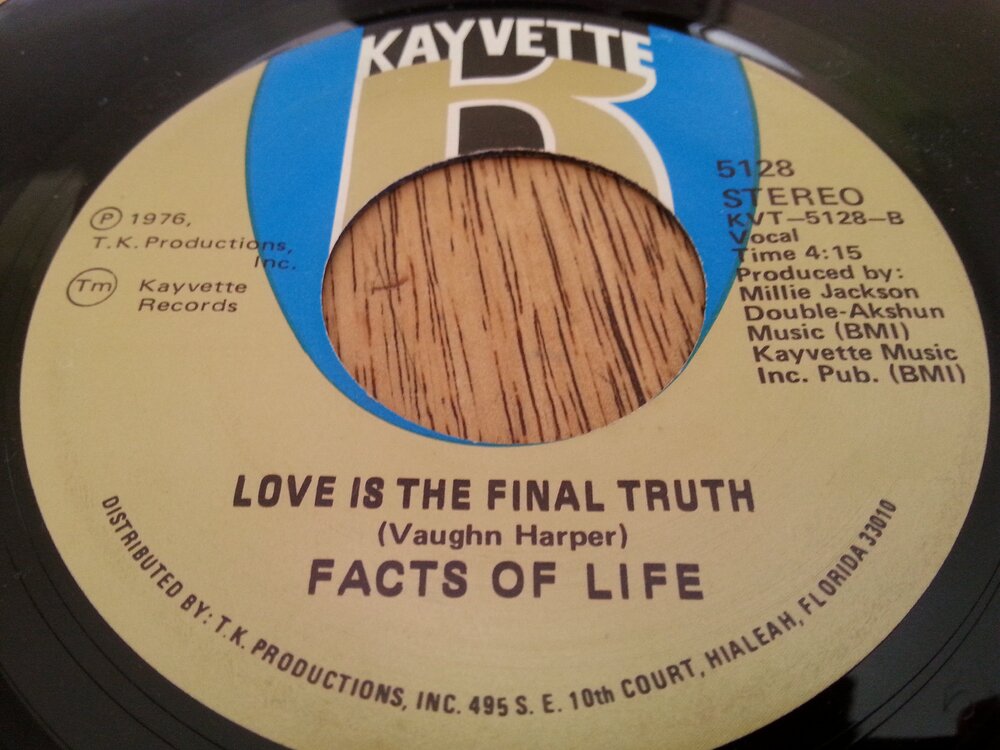 KAYVETTE
K
5128
STEREO
KVT-5128-B
Vocal
Time 4:15
Produced by:
Millie Jackson
Double-Akshun
Music (BMI)
Kayvette Music
Inc. Pub. (BMI)
Ⓟ 1976,
T.K. Productions,
Inc.
Tm Kayvette
Records
LOVE IS THE FINAL TRUTH
(Vaughn Harper)
FACTS OF LIFE
DISTRIBUTED BY: T.K. PRODUCTIONS, INC. 495 S. E. 10th COURT, HIALEAH, FLORIDA 33010